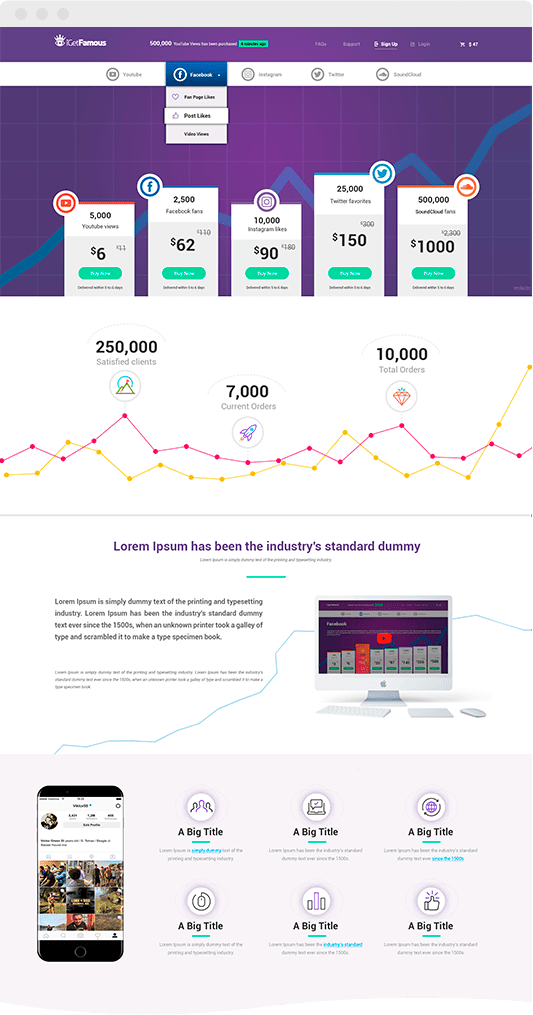 iGetFamous
500,000 YouTube Views has been purchased 4 minutes ago
FAQs Support Sign Up Login $ 47
Youtube Facebook Instagram Twitter SoundCloud
Fan Page Likes
Post Likes
Video Views
5,000
Youtube views
$6 $11
Buy Now
Delivered within 5 to 6 days
2,500
Facebook fans
$62 $110
Buy Now
Delivered within 5 to 6 days
10,000
Instagram likes
$90 $180
Buy Now
Delivered within 5 to 6 days
25,000
Twitter favorites
$300
$150
Buy Now
Delivered within 5 to 6 days
500,000
SoundCloud fans
$2,300
$1000
Buy Now
Delivered within 5 to 6 days
250,000
Satisfied clients
7,000
Current Orders
10,000
Total Orders
Lorem Ipsum has been the industry's standard dummy
Lorem Ipsum is simply dummy text of the printing and typesetting industry.
Lorem Ipsum is simply dummy text of the printing and typesetting
industry. Lorem Ipsum has been the industry's standard dummy
text ever since the 1500s, when an unknown printer took a galley of
type and scrambled it to make a type specimen book.
Lorem Ipsum is simply dummy text of the printing and typesetting industry. Lorem Ipsum has been the industry's
standard dummy text ever since the 1500s, when an unknown printer took a galley of type and scrambled it to make a
type specimen book.
Facebook
Edit Profile
A Big Title
Lorem Ipsum is simply dummy text of the
printing and typesetting industry.
A Big Title
Lorem Ipsum has been the industry's standard
dummy text ever since the 1500s.
A Big Title
Lorem Ipsum has been the industry's standard
dummy text ever since the 1500s
A Big Title
Lorem Ipsum is simply dummy text of the
printing and typesetting industry.
A Big Title
Lorem Ipsum has been the industry's standard
dummy text ever since the 1500s.
A Big Title
Lorem Ipsum has been the industry's standard
dummy text ever since the 1500s.